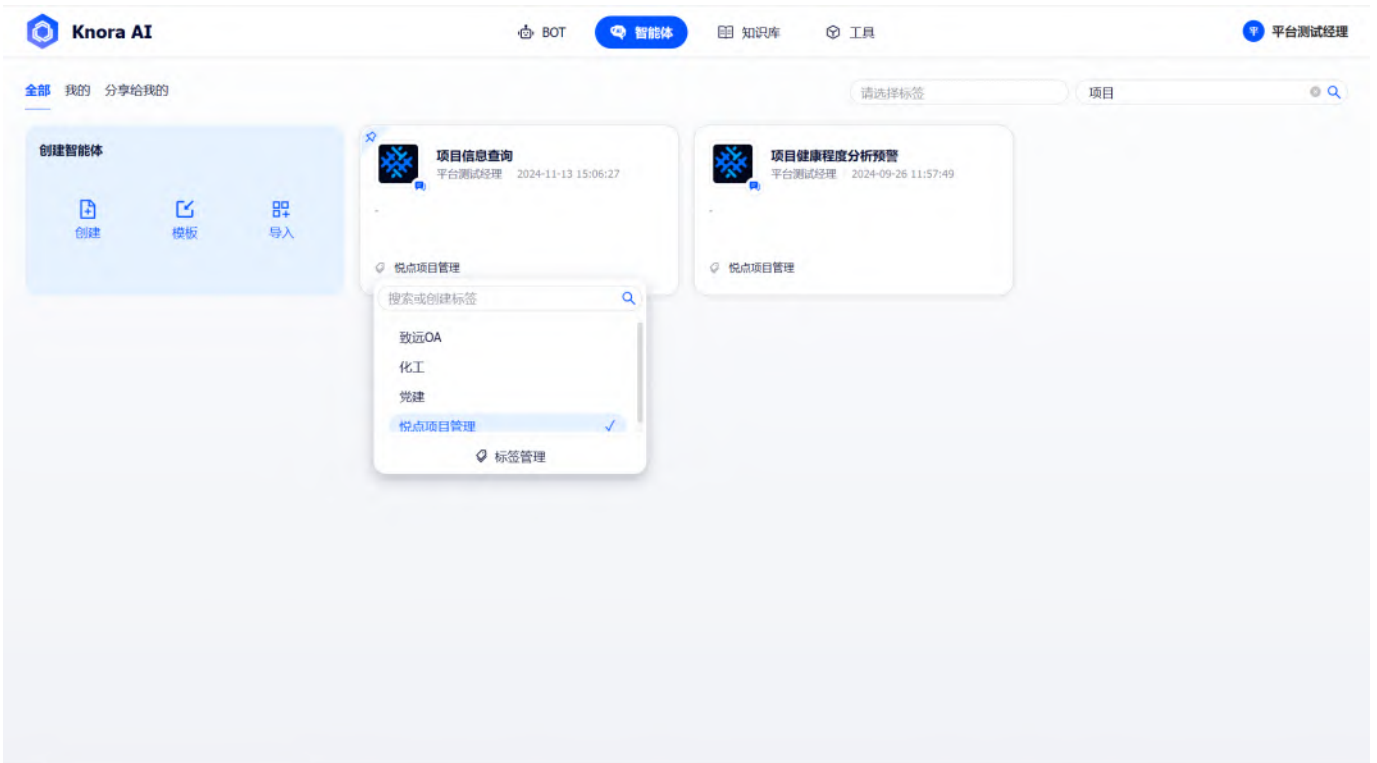 Knora AI
BOT
智能体
知识库
工具
平
平台测试经理
全部 我的 分享给我的
请选择标签
项目
创建智能体
创建
模板
导入
项目信息查询
平台测试经理 2024-11-13 15:06:27
-
悦点项目管理
项目健康程度分析预警
平台测试经理 2024-09-26 11:57:49
-
悦点项目管理
搜索或创建标签
致远OA
化工
党建
悦点项目管理
标签管理